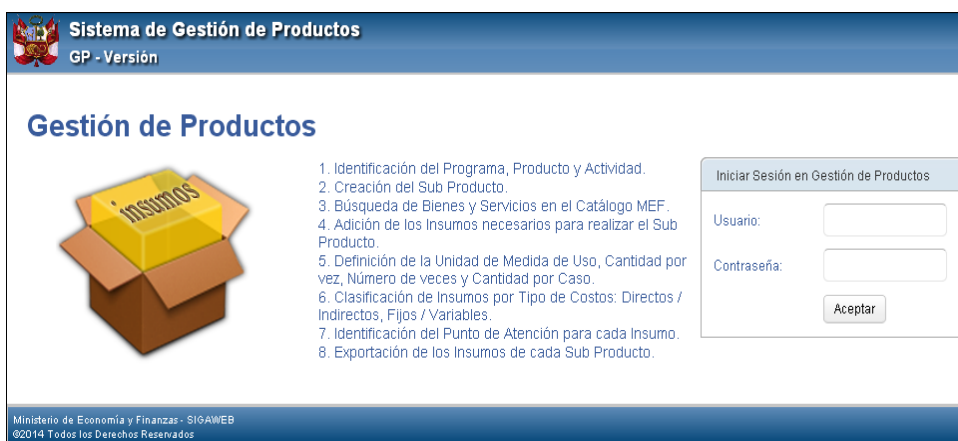 Sistema de Gestión de Productos
GP - Versión
Gestión de Productos
insumos
1. Identificación del Programa, Producto y Actividad.
2. Creación del Sub Producto.
3. Búsqueda de Bienes y Servicios en el Catálogo MEF.
4. Adición de los Insumos necesarios para realizar el Sub
Producto.
5. Definición de la Unidad de Medida de Uso, Cantidad por
vez, Número de veces y Cantidad por Caso.
6. Clasificación de Insumos por Tipo de Costos: Directos /
Indirectos, Fijos / Variables.
7. Identificación del Punto de Atención para cada Insumo.
8. Exportación de los Insumos de cada Sub Producto.
Iniciar Sesión en Gestión de Productos
Usuario:
Contraseña:
Aceptar
Ministerio de Economía y Finanzas - SIGAWEB
©2014 Todos los Derechos Reservados